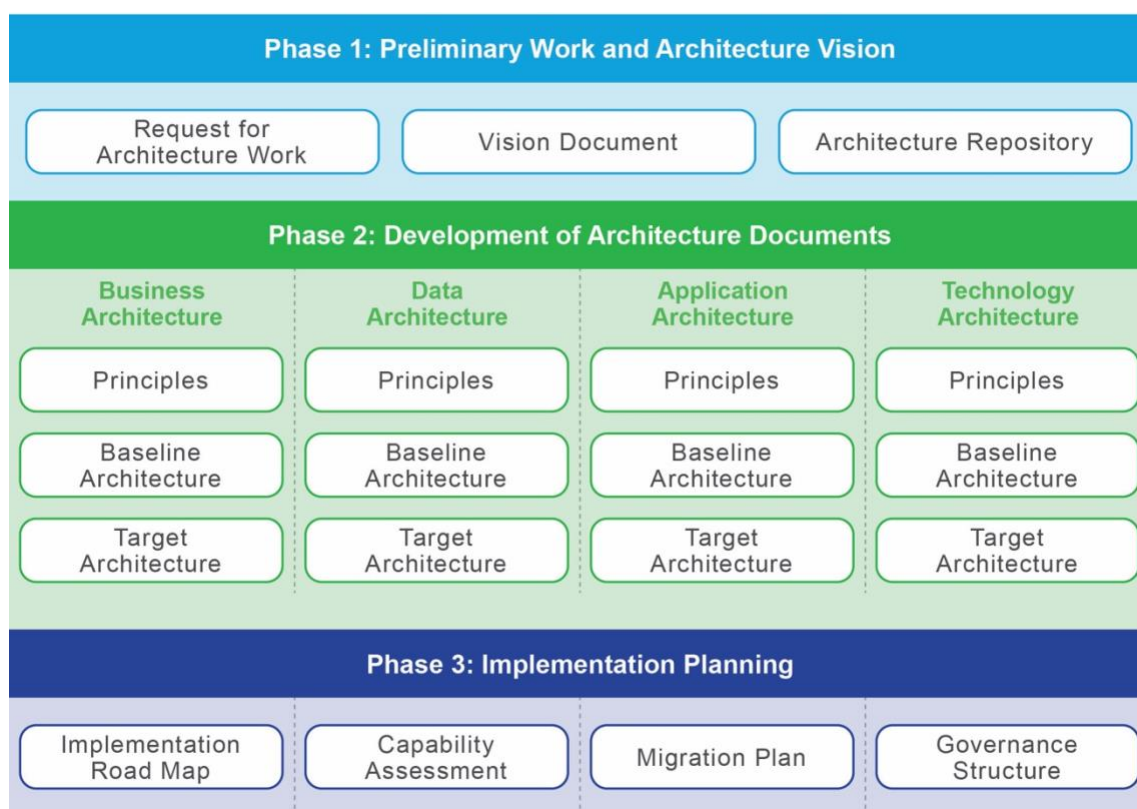 Phase 1: Preliminary Work and Architecture Vision
Request for
Architecture Work
Vision Document
Architecture Repository
Phase 2: Development of Architecture Documents
Business
Architecture
Data
Architecture
Application
Architecture
Technology
Architecture
Principles
Principles
Principles
Principles
Baseline
Architecture
Baseline
Architecture
Baseline
Architecture
Baseline
Architecture
Target
Architecture
Target
Architecture
Target
Architecture
Target
Architecture
Phase 3: Implementation Planning
Implementation
Road Map
Capability
Assessment
Migration Plan
Governance
Structure